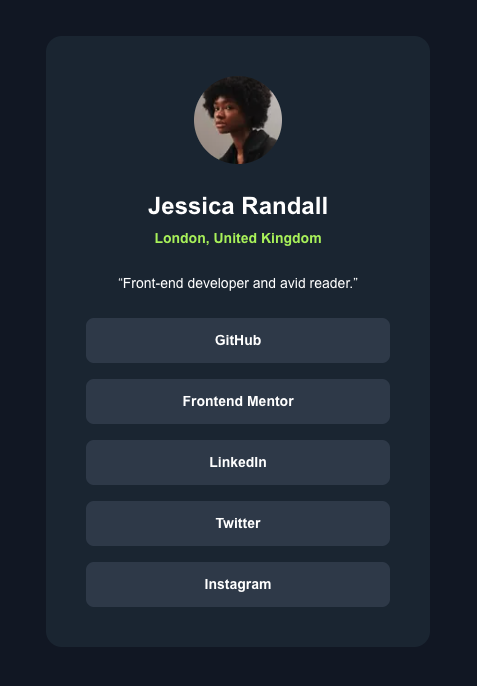 Jessica Randall
London, United Kingdom
“Front-end developer and avid reader.”
GitHub
Frontend Mentor
LinkedIn
Twitter
Instagram